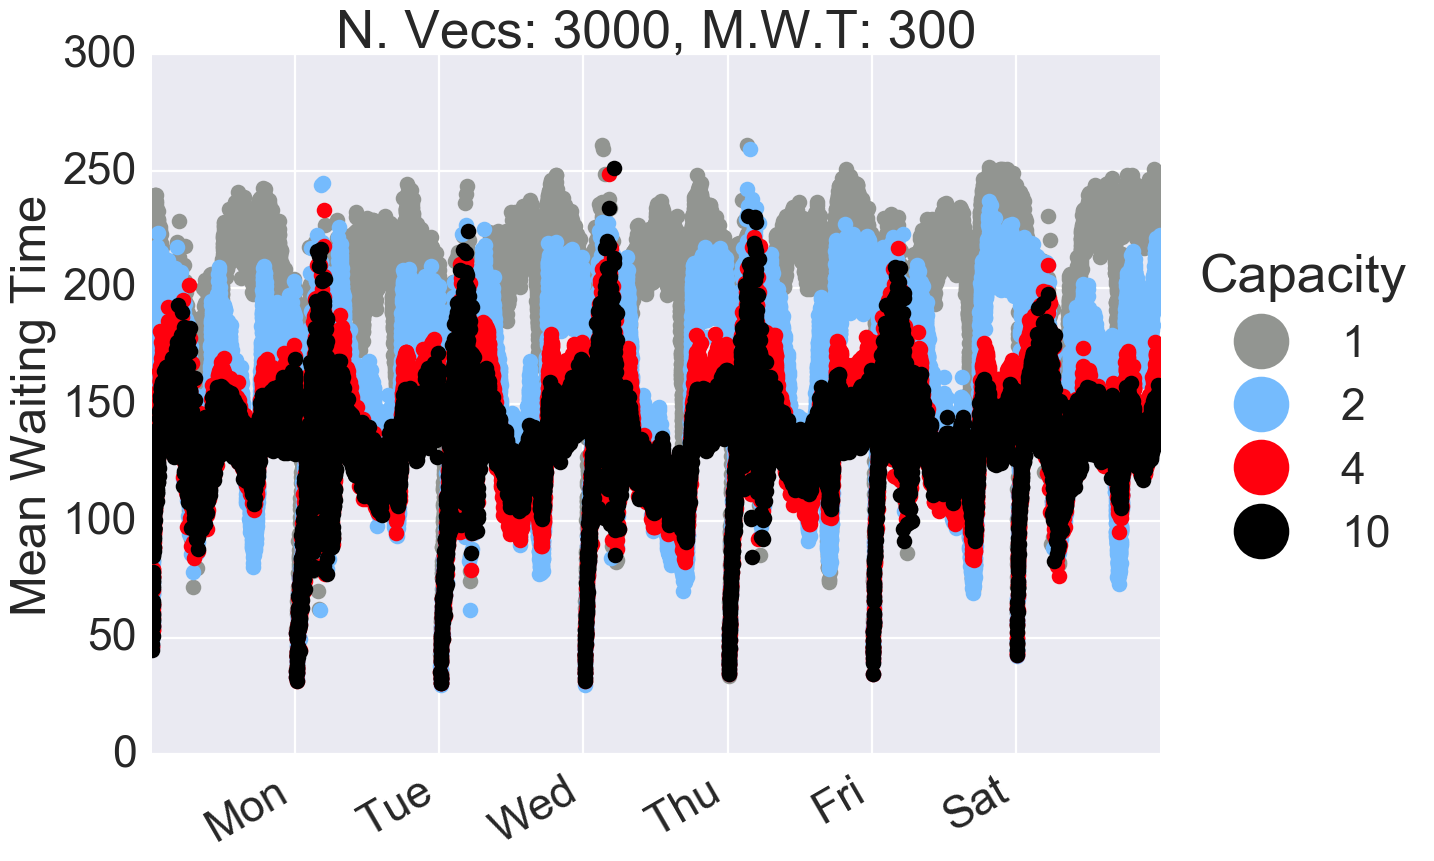 N. Vecs: 3000, M.W.T: 300
Mean Waiting Time
300
250
200
150
100
50
0
Mon
Tue
Wed
Thu
Fri
Sat
Capacity
1
2
4
10